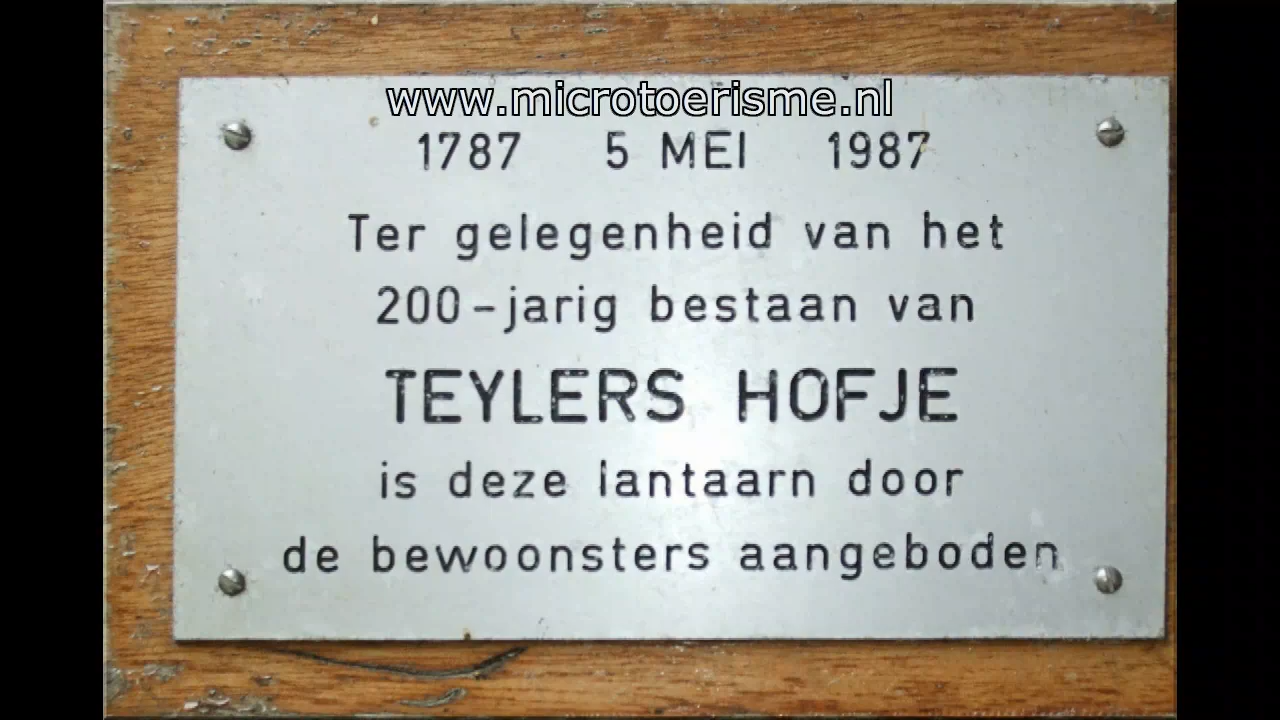 www.microtoerisme.nl
1787 5 MEI 1987
Ter gelegenheid van het
200-jarig bestaan van
TEYLERS HOFJE
is deze lantaarn door
de bewoonsters aangeboden